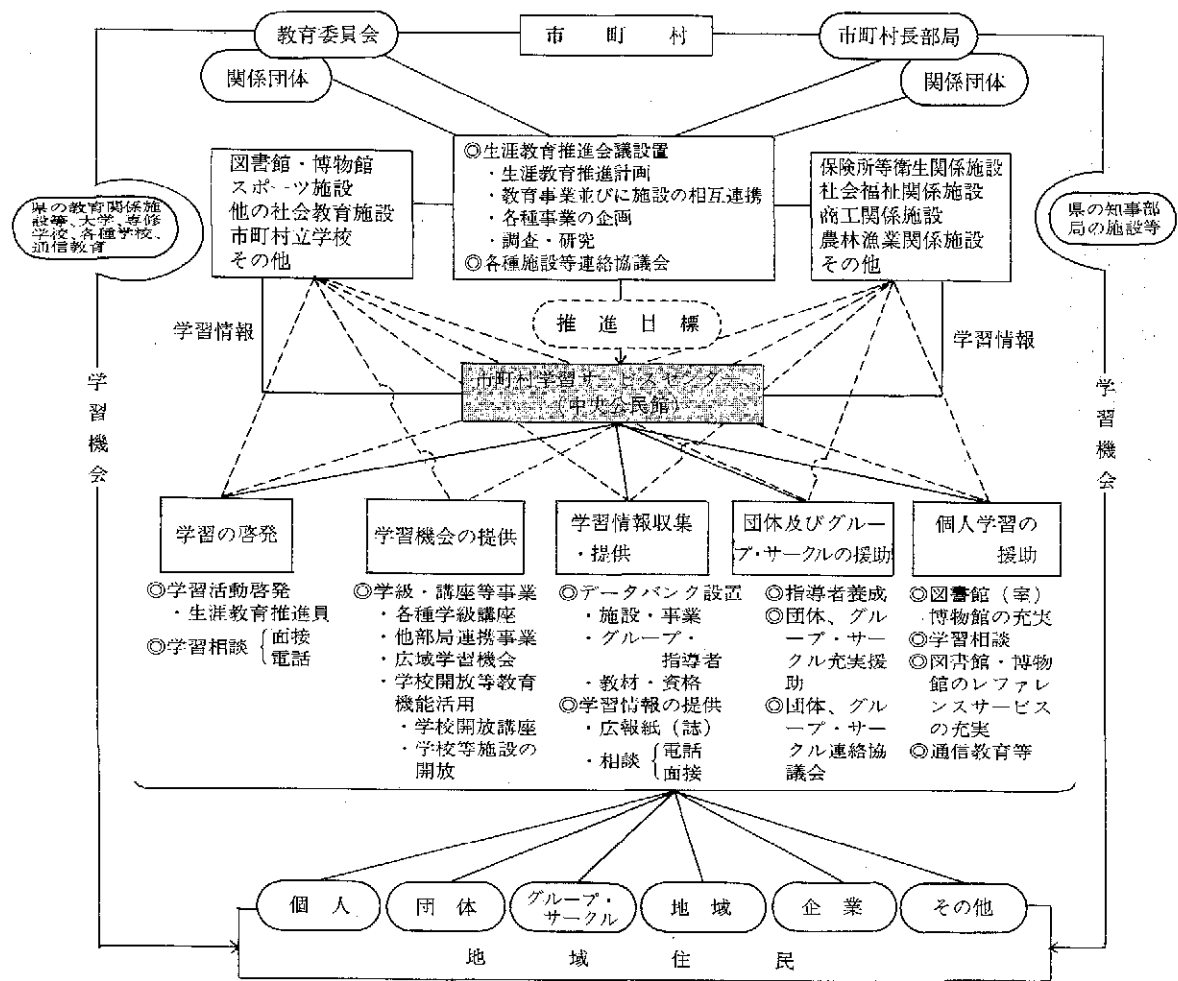 教育委員会
市町村
市町村長部局
関係団体
関係団体
図書館・博物館
スポーツ施設
他の社会教育施設
市町村立学校
その他
◎生涯教育推進会議設置
・生涯教育推進計画
・教育事業並びに施設の相互連携
・各種事業の企画
・調査・研究
◎各種施設等連絡協議会
保険所等衛生関係施設
社会福祉関係施設
商工関係施設
農林漁業関係施設
その他
県の教育関係施
設等、大学、専修
学校、各種学校、
通信教育
県の知事部
局の施設等
推進目標
学習情報
学習情報
市町村学習サービスセンター
(中央公民館)
学習機会
学習機会
学習の啓発
◎学習活動啓発
・生涯教育推進員
◎学習相談{面接
電話
学習機会の提供
◎学級・講座等事業
・各種学級講座
・他部局連携事業
・広域学習機会
・学校開放等教育
機能活用
・学校開放講座
・学校等施設の
開放
学習情報収集
・提供
◎データバンク設置
・施設・事業
・グループ・
指導者
・教材・資格
◎学習情報の提供
・広報紙(誌)
・相談{電話
面接
団体及びグルー
プ・サークルの援助
◎指導者養成
◎団体、グル
ープ・サー
クル充実援
助
◎団体、グル
ープ・サー
クル連絡協
議会
個人学習の
援助
◎図書館(室)
博物館の充実
◎学習相談
◎図書館・博物
館のレファレ
ンスサービス
の充実
◎通信教育等
個人
団体
グループ・
サークル
地域
企業
その他
地域住民